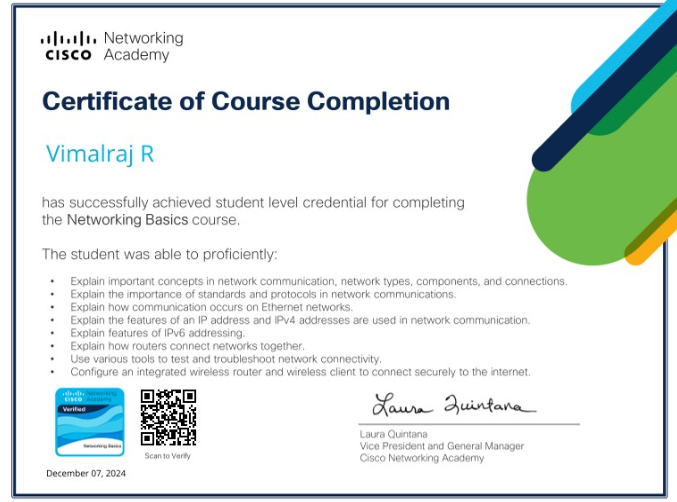 Networking
CISCO Academy
Certificate of Course Completion
Vimalraj R
has successfully achieved student level credential for completing
the Networking Basics course.
The student was able to proficiently:
• Explain important concepts in network communication, network types, components, and connections.
• Explain the importance of standards and protocols in network communications.
• Explain how communication occurs on Ethernet networks.
• Explain the features of an IP address and IPv4 addresses are used in network communication.
• Explain features of IPv6 addressing.
• Explain how routers connect networks together.
• Use various tools to test and troubleshoot network connectivity.
• Configure an integrated wireless router and wireless client to connect securely to the internet.
Networking
CISCO Academy
Verified
Networking Basics
Scan to Verify
December 07, 2024
Laura Quintana
Laura Quintana
Vice President and General Manager
Cisco Networking Academy